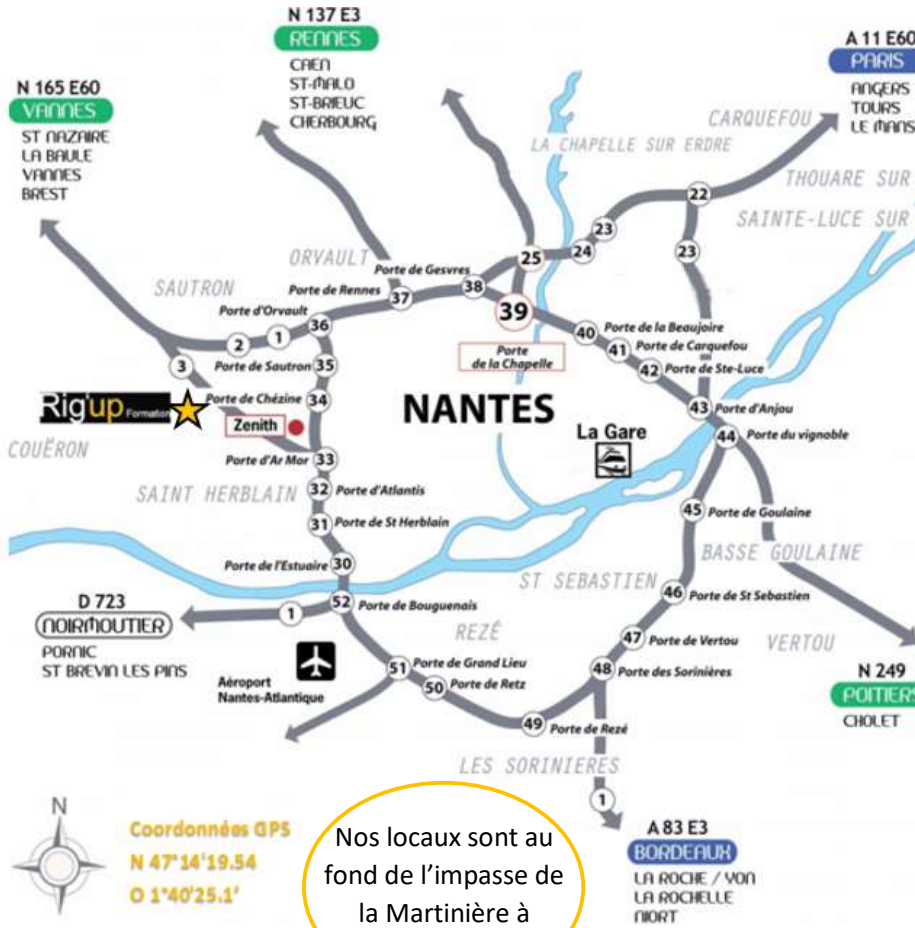 N 137 E3
RENNES
CAEN
ST-MALO
ST-BRIEUC
CHERBOURG
A 11 E60
PARIS
ANGERS
TOURS
LE MANS
N 165 E60
VANNES
ST NAZAIRE
LA BAULE
VANNES
BREST
CARQUEFOU
LA CHAPELLE SUR ERDRE
THOUARE SUR
SAINTE-LUCE SUR
22
23
23
24
25
ORVAULT
Porte de Gesvres
38
SAUTRON
Porte de Rennes
37
39
Porte d'Orvault
36
1
2
3
40
Porte de la Beaujoire
Porte
de la Chapelle
41
Porte de Carquefou
Porte de Sautron
35
42
Porte de Ste-Luce
Rig'up Formation
Porte de Chézine
34
NANTES
43
Porte d'Anjou
Zenith
La Gare
44
Porte du vignoble
COUËRON
Porte d'Ar Mor
33
SAINT HERBLAIN
32
Porte d'Atlantis
31
Porte de St Herblain
45
Porte de Goulaine
BASSE GOULAINE
Porte de l'Estuaire
30
ST SEBASTIEN
46
Porte de St Sebastien
D 723
NOIRMOUTIER
PORNIC
ST BREVIN LES PINS
1
52
Porte de Bouguenais
REZÉ
47
Porte de Vertou
VERTOU
51
Porte de Grand Lieu
48
Porte des Sorinières
Aéroport
Nantes-Atlantique
50
Porte de Retz
N 249
POITIERS
CHOLET
49
Porte de Rezé
LES SORINIERES
1
N
Coordonnées GPS
N 47°14'19.54
O 1°40'25.1'
Nos locaux sont au
fond de l'impasse de
la Martinière à
A 83 E3
BORDEAUX
LA ROCHE / YON
LA ROCHELLE
NIORT